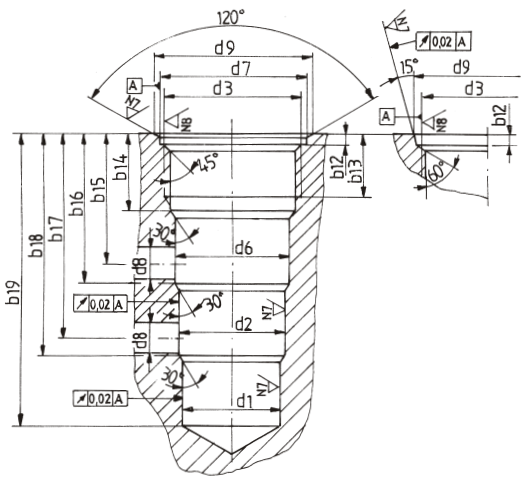 120°
d9
d7
d3
A
N7
N8
45°
b12
b13
b14
b15
b16
b17
b18
b19
30°
d6
d8
0,02 A
30°
N7
d2
d8
30°
N7
0,02 A
d1
N7
0,02 A
15°
d9
d3
A
N8
b12
60°